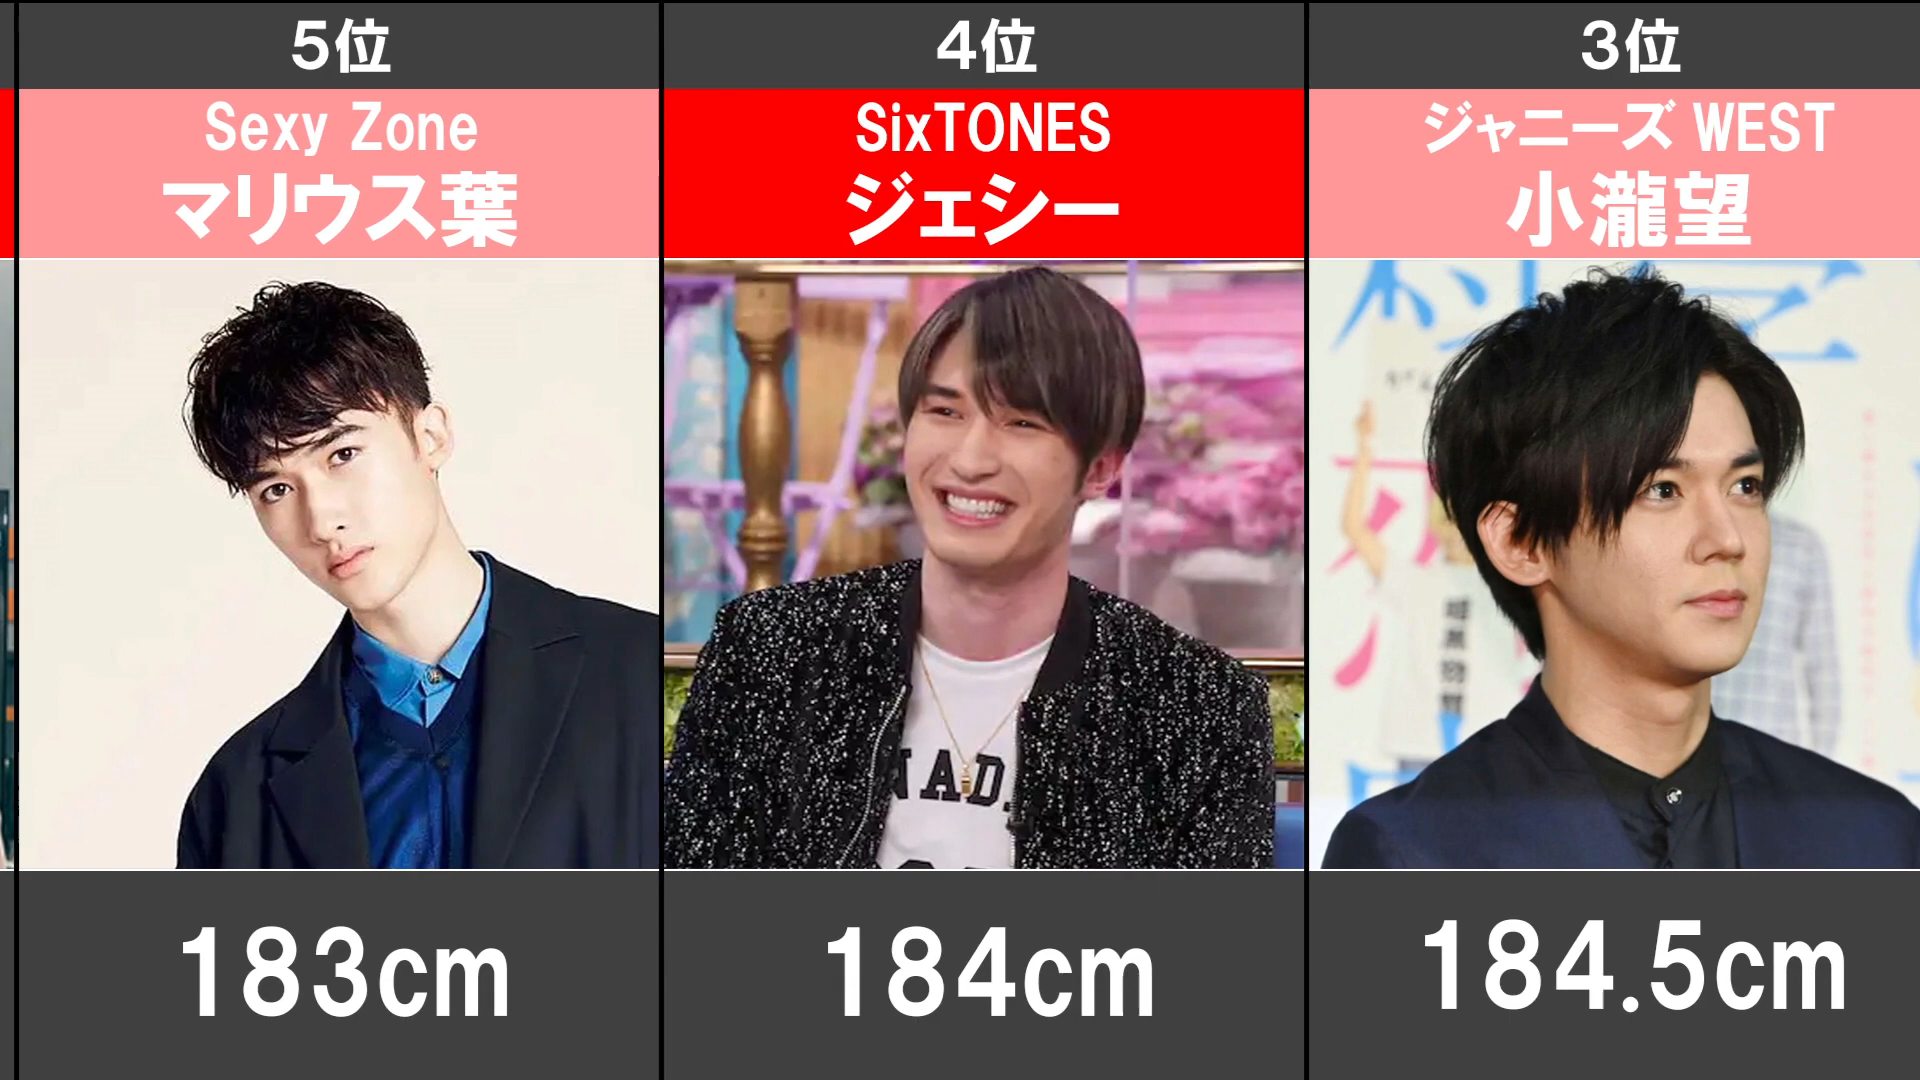 5位
Sexy Zone
マリウス葉
183cm
4位
SixTONES
ジェシー
NAD
184cm
3位
ジャニーズ WEST
小瀧望
184.5cm